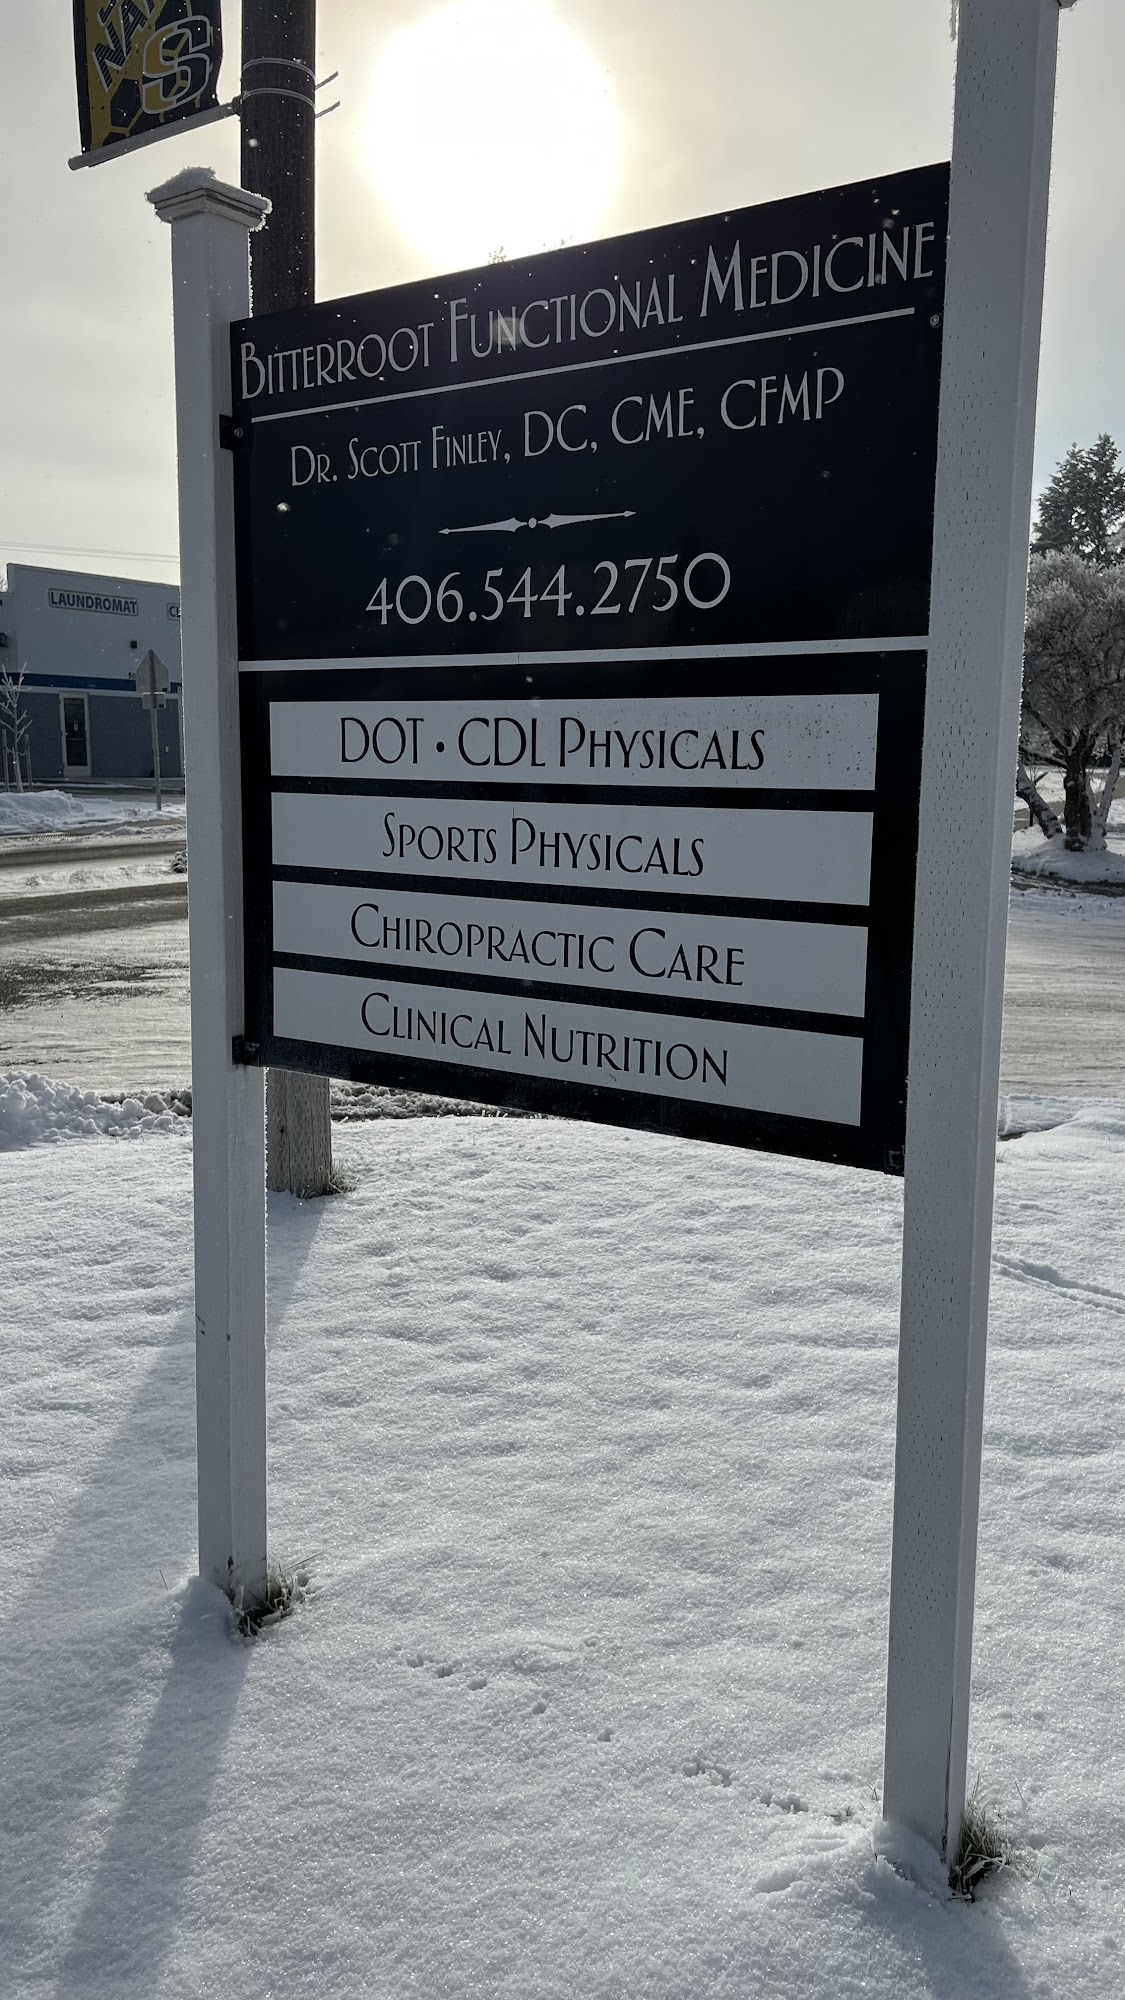 BITTERROOT FUNCTIONAL MEDICINE
DR. SCOTT FINLEY, DC, CME, CFMP
406.544.2750
DOT • CDL PHYSICALS
SPORTS PHYSICALS
CHIROPRACTIC CARE
CLINICAL NUTRITION
LAUNDROMAT
S